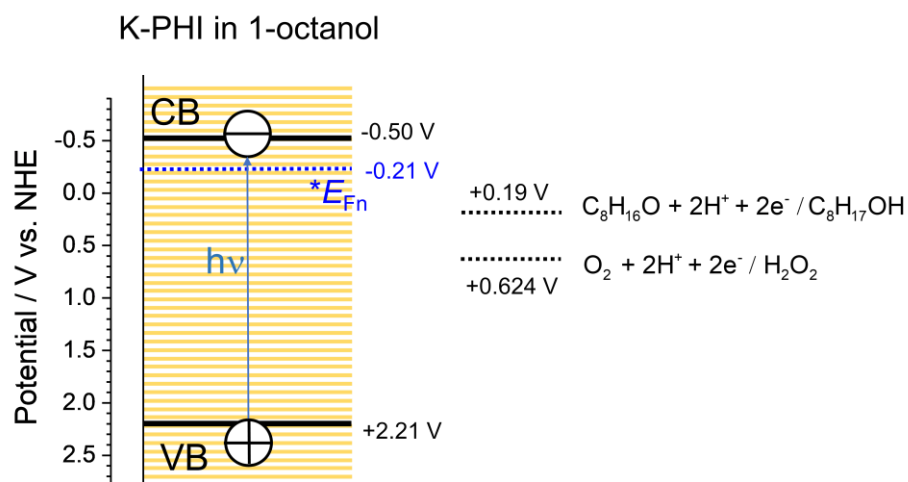 K-PHI in 1-octanol
Potential / V vs. NHE
-0.5
0.0
0.5
1.0
1.5
2.0
2.5
CB
-0.50 V
-0.21 V
*E_Fn
hν
VB
+2.21 V
+0.19 V
C₈H₁₆O + 2H⁺ + 2e⁻ / C₈H₁₇OH
O₂ + 2H⁺ + 2e⁻ / H₂O₂
+0.624 V